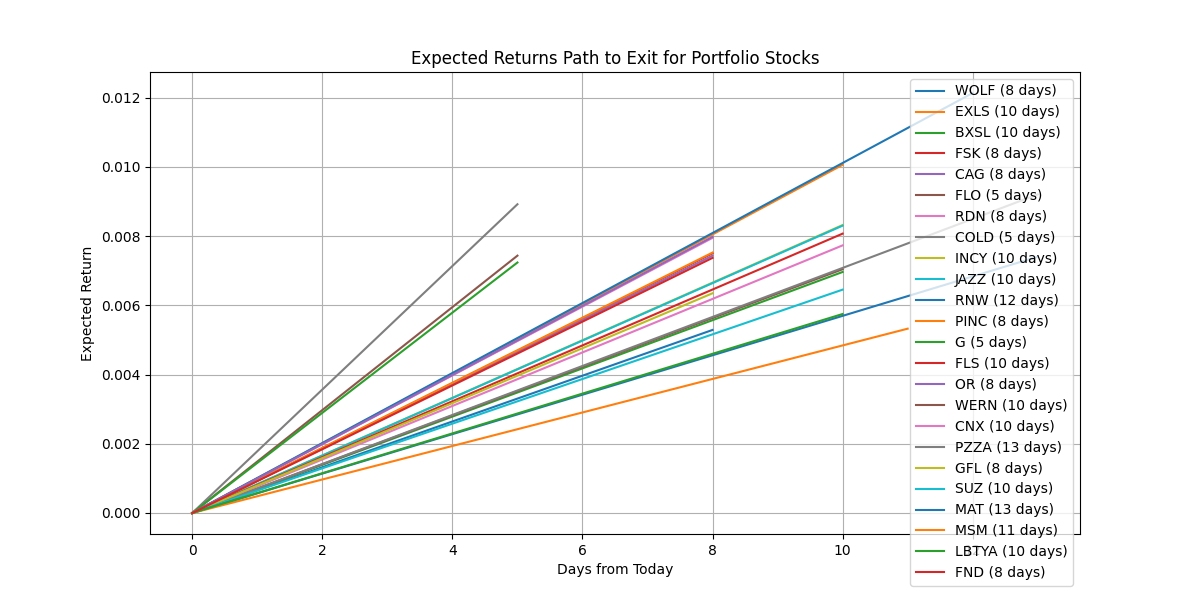 Expected Returns Path to Exit for Portfolio Stocks
0.012
0.010
0.008
0.006
0.004
0.002
0.000
Expected Return
0
2
4
6
8
10
Days from Today
WOLF (8 days)
EXLS (10 days)
BXSL (10 days)
FSK (8 days)
CAG (8 days)
FLO (5 days)
RDN (8 days)
COLD (5 days)
INCY (10 days)
JAZZ (10 days)
RNW (12 days)
PINC (8 days)
G (5 days)
FLS (10 days)
OR (8 days)
WERN (10 days)
CNX (10 days)
PZZA (13 days)
GFL (8 days)
SUZ (10 days)
MAT (13 days)
MSM (11 days)
LBTYA (10 days)
FND (8 days)